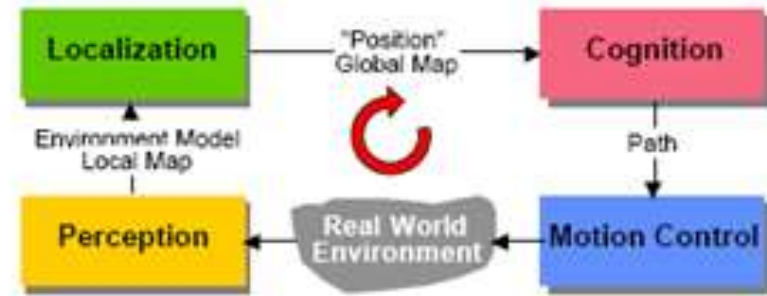 Localization
"Position"
Global Map
Cognition
Environment Model
Local Map
Path
Perception
Real World
Environment
Motion Control